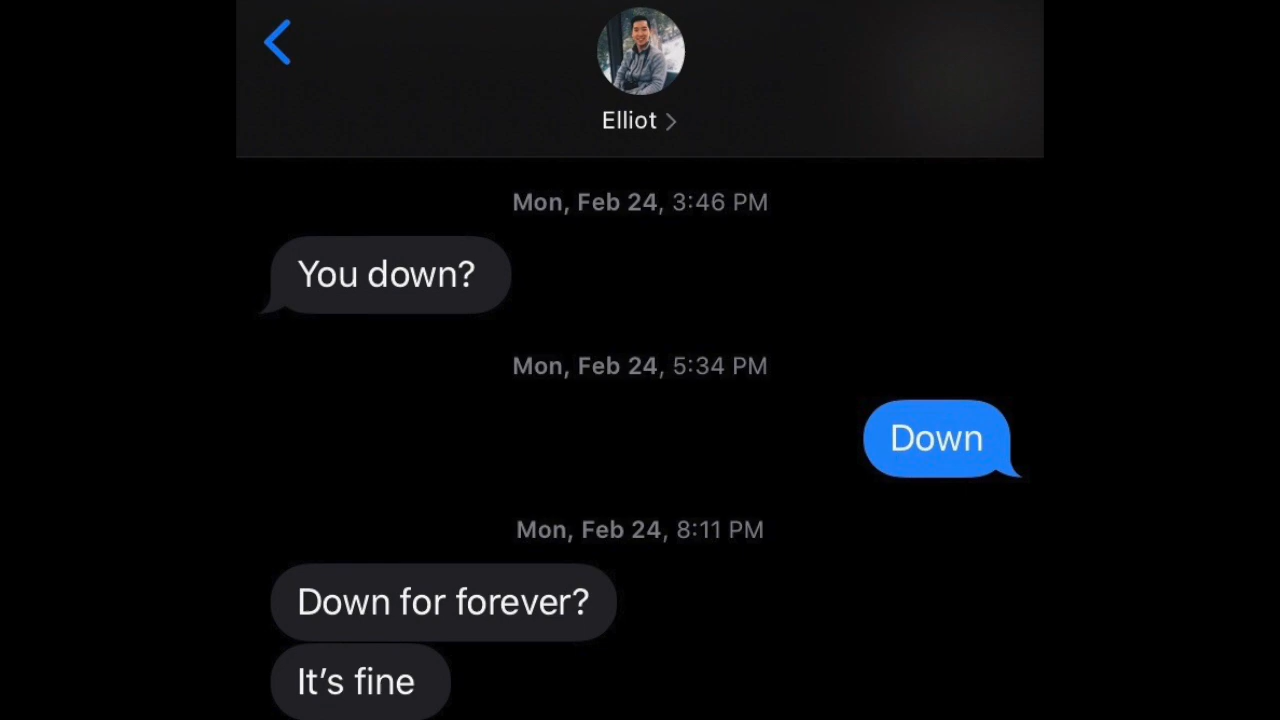 Elliot
Mon, Feb 24, 3:46 PM
You down?
Mon, Feb 24, 5:34 PM
Down
Mon, Feb 24, 8:11 PM
Down for forever?
It’s fine